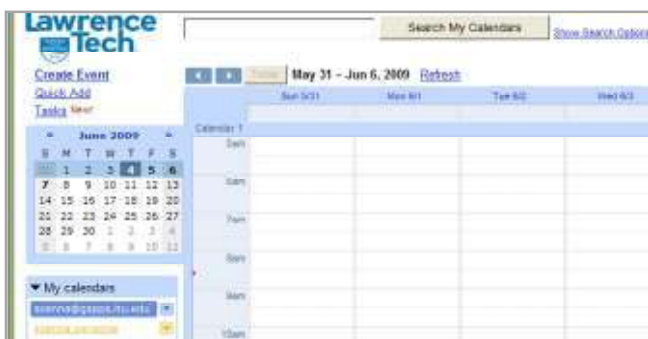 Lawrence
Tech
Search My Calendars
Show Search Options
Create Event
Quick Add
Tasks New!
Today
May 31 – Jun 6, 2009 Refresh
Sun 5/31 Mon 6/1 Tue 6/2 Wed 6/3
« June 2009 »
S M T W T F S
31 1 2 3 4 5 6
7 8 9 10 11 12 13
14 15 16 17 18 19 20
21 22 23 24 25 26 27
28 29 30 1 2 3 4
5 6 7 8 9 10 11
Calendar 1
5am
6am
7am
8am
9am
10am
My calendars